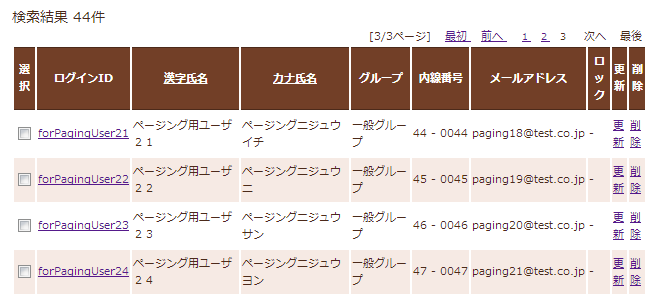 検索結果 44件
[3/3ページ] 最初 前へ 1 2 3 次へ 最後
選択 ログインID 漢字氏名 カナ氏名 グループ 内線番号 メールアドレス ロック 更新 削除
forPagingUser21 ページング用ユーザ２１ ページングニジュウイチ 一般グループ 44 - 0044 paging18@test.co.jp - 更新 削除
forPagingUser22 ページング用ユーザ２２ ページングニジュウニ 一般グループ 45 - 0045 paging19@test.co.jp - 更新 削除
forPagingUser23 ページング用ユーザ２３ ページングニジュウサン 一般グループ 46 - 0046 paging20@test.co.jp - 更新 削除
forPagingUser24 ページング用ユーザ２４ ページングニジュウヨン 一般グループ 47 - 0047 paging21@test.co.jp - 更新 削除